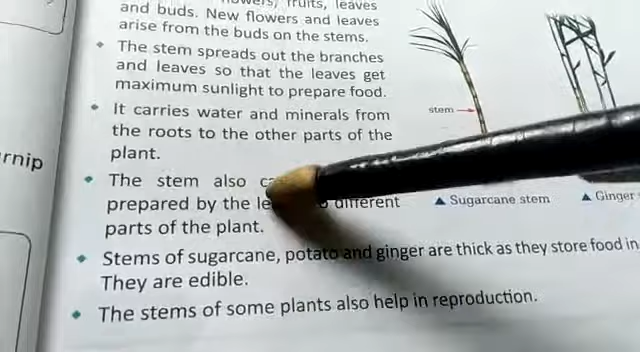 flowers, fruits, leaves
and buds. New flowers and leaves
arise from the buds on the stems.
The stem spreads out the branches
and leaves so that the leaves get
maximum sunlight to prepare food.
It carries water and minerals from
the roots to the other parts of the
plant.
The stem also
prepared by the different
parts of the plant.
Stems of sugarcane, potato and ginger are thick as they store food in
They are edible.
The stems of some plants also help in reproduction.
stem
▲ Sugarcane stem
▲ Ginger
rnip